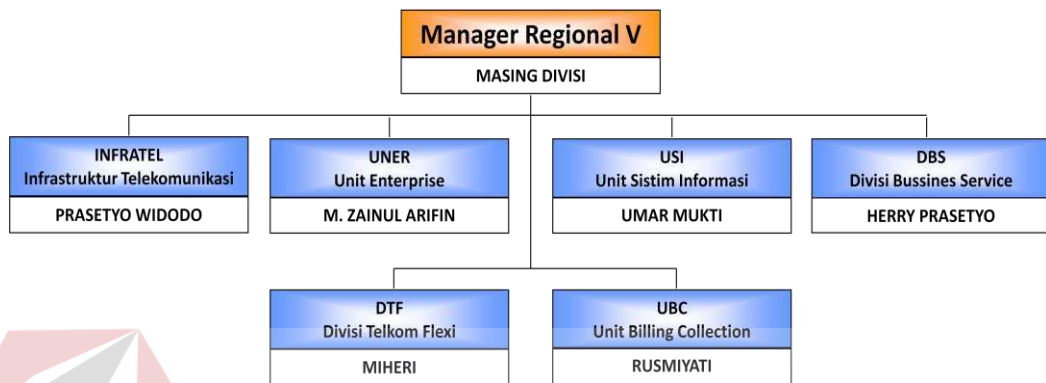 Manager Regional V
MASING DIVISI
INFRATEL
Infrastruktur Telekomunikasi
PRASETYO WIDODO
UNER
Unit Enterprise
M. ZAINUL ARIFIN
USI
Unit Sistim Informasi
UMAR MUKTI
DBS
Divisi Bussines Service
HERRY PRASETYO
DTF
Divisi Telkom Flexi
MIHERI
UBC
Unit Billing Collection
RUSMIYATI